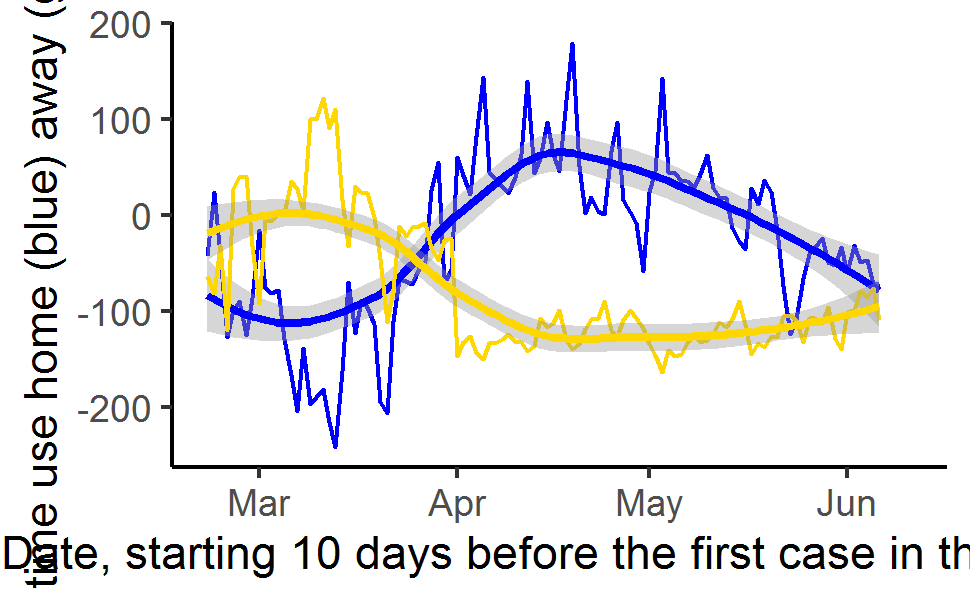 time use home (blue) away (
200
100
0
-100
-200
Mar Apr May Jun
Date, starting 10 days before the first case in th